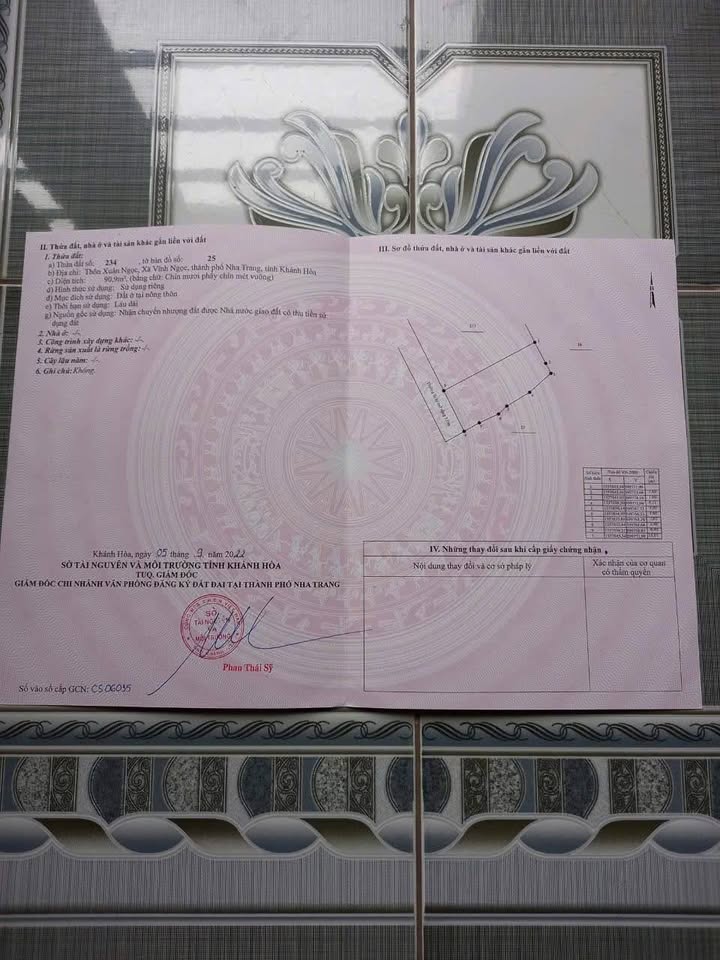 II. Thửa đất, nhà ở và tài sản khác gắn liền với đất
1. Thửa đất:
a) Thửa đất số: 234 , tờ bản đồ số: 25
b) Địa chỉ: Thôn Xuân Ngọc, Xã Vĩnh Ngọc, thành phố Nha Trang, tỉnh Khánh Hòa
c) Diện tích: 90,9m², (bằng chữ: Chín mươi phẩy chín mét vuông)
d) Hình thức sử dụng: Sử dụng riêng
đ) Mục đích sử dụng: Đất ở tại nông thôn
e) Thời hạn sử dụng: Lâu dài
g) Nguồn gốc sử dụng: Nhận chuyển nhượng đất được Nhà nước giao đất có thu tiền sử
dụng đất
2. Nhà ở: -/-
3. Công trình xây dựng khác: -/-
4. Rừng sản xuất là rừng trồng: -/-
5. Cây lâu năm: -/-
6. Ghi chú: Không.
Khánh Hòa, ngày 05 tháng 9 năm 2022
SỞ TÀI NGUYÊN VÀ MÔI TRƯỜNG TỈNH KHÁNH HÒA
TUQ. GIÁM ĐỐC
GIÁM ĐỐC CHI NHÁNH VĂN PHÒNG ĐĂNG KÝ ĐẤT ĐAI TẠI THÀNH PHỐ NHA TRANG
SỞ
TÀI NGUYÊN
VÀ
MÔI TRƯỜNG
Phan Thái Sỹ
Số vào sổ cấp GCN: CS06035
III. Sơ đồ thửa đất, nhà ở và tài sản khác gắn liền với đất
IV. Những thay đổi sau khi cấp giấy chứng nhận
Nội dung thay đổi và cơ sở pháp lý
Xác nhận của cơ quan
có thẩm quyền